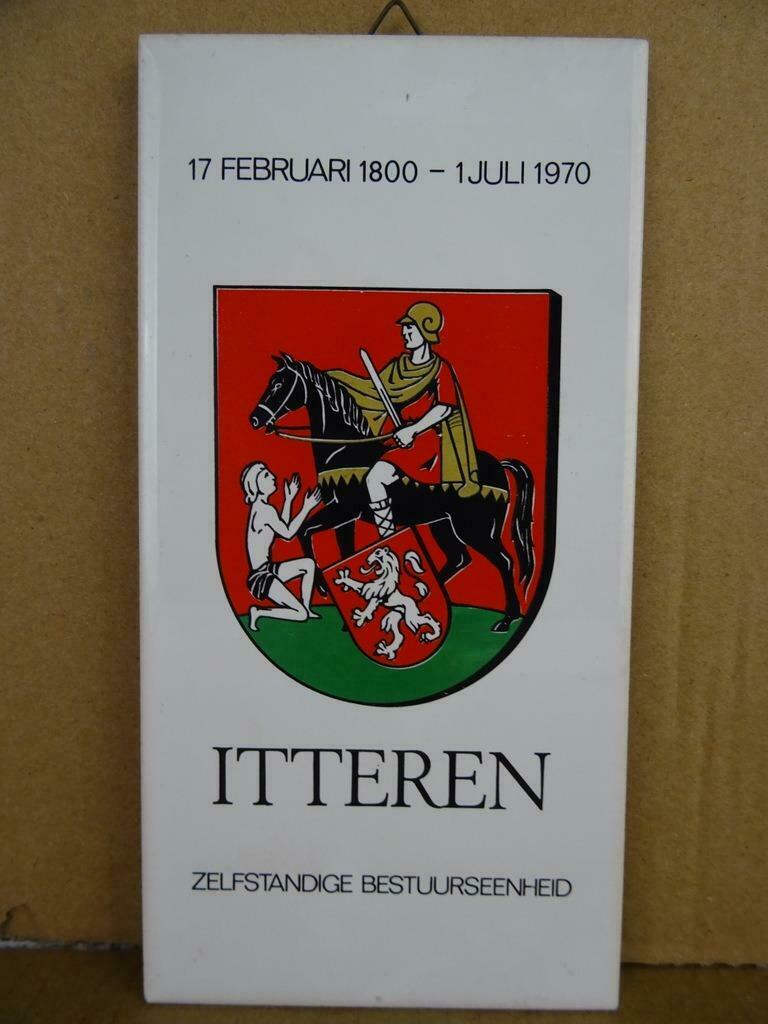 17 FEBRUARI 1800 - 1 JULI 1970
ITTEREN
ZELFSTANDIGE BESTUURSEENHEID